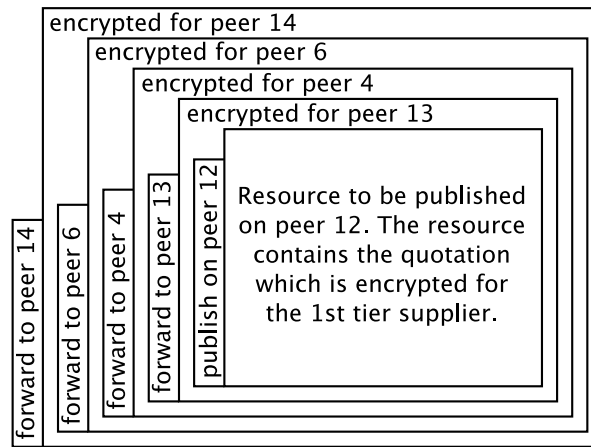 encrypted for peer 14
encrypted for peer 6
encrypted for peer 4
encrypted for peer 13
forward to peer 14
forward to peer 6
forward to peer 4
forward to peer 13
publish on peer 12
Resource to be published
on peer 12. The resource
contains the quotation
which is encrypted for
the 1st tier supplier.